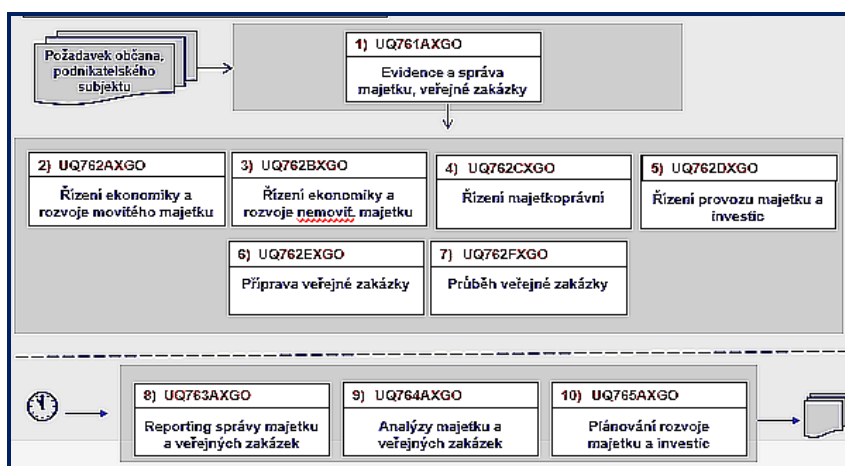 Požadavek občana,
podnikatelského
subjektu
1) UQ761AXGO
Evidence a správa
majetku, veřejné zakázky
2) UQ762AXGO
Řízení ekonomiky a
rozvoje movitého majetku
3) UQ762BXGO
Řízení ekonomiky a
rozvoje nemovit. majetku
4) UQ762CXGO
Řízení majetkoprávní
5) UQ762DXGO
Řízení provozu majetku a
investic
6) UQ762EXGO
Příprava veřejné zakázky
7) UQ762FXGO
Průběh veřejné zakázky
8) UQ763AXGO
Reporting správy majetku
a veřejných zakázek
9) UQ764AXGO
Analýzy majetku a
veřejných zakázek
10) UQ765AXGO
Plánování rozvoje
majetku a investic